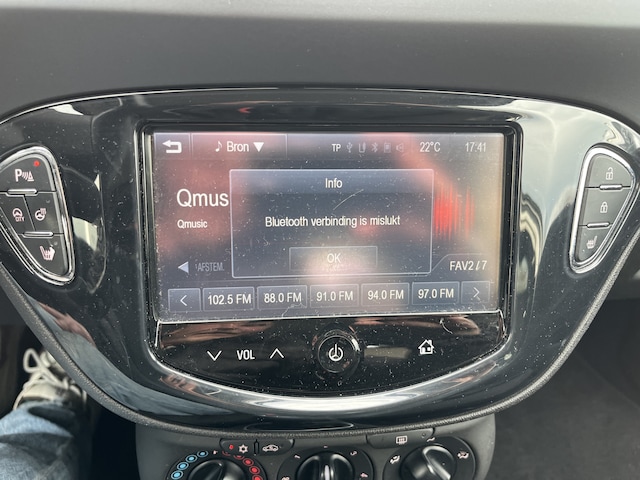 Bron TP 22°C 17:41
Info
Qmus
Bluetooth verbinding is mislukt
Qmusic
OK
AFSTEM. FAV2/7
102.5 FM 88.0 FM 91.0 FM 94.0 FM 97.0 FM
VOL
P
CITY